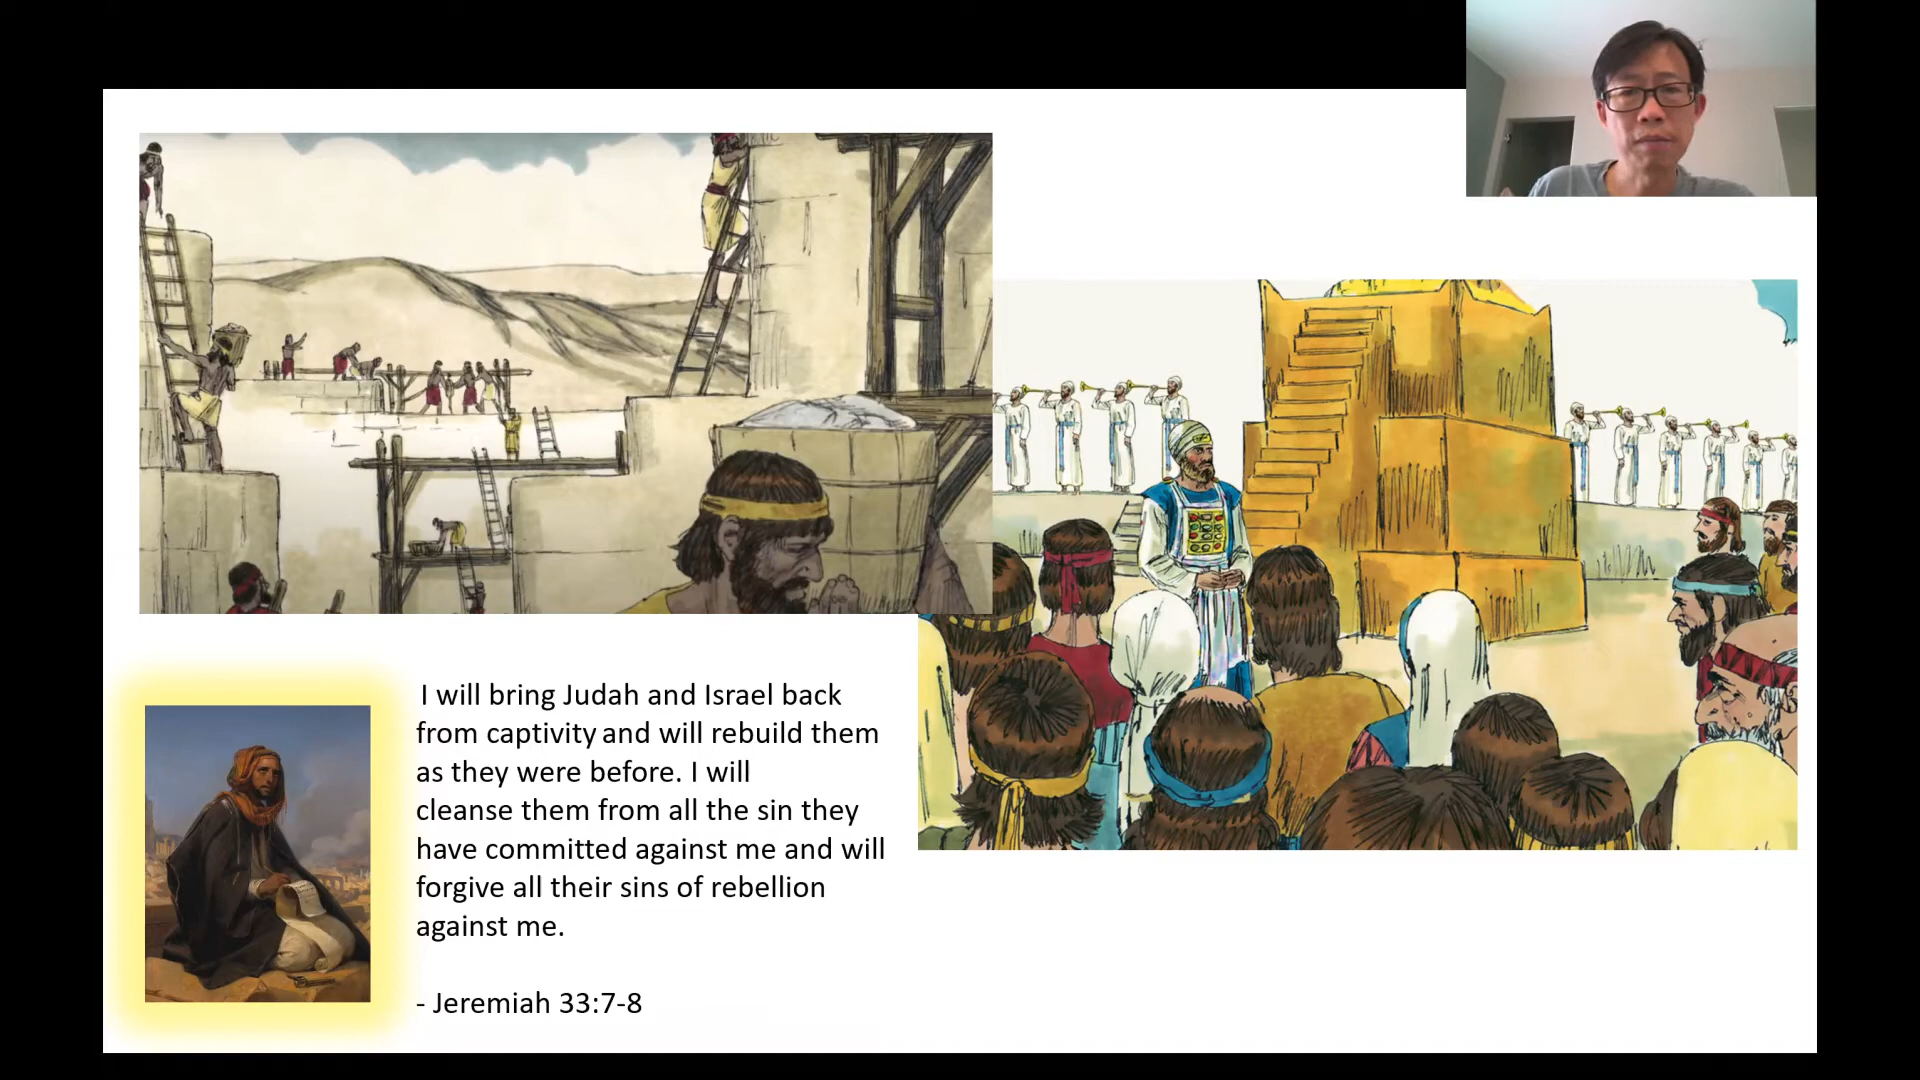 I will bring Judah and Israel back
from captivity and will rebuild them
as they were before. I will
cleanse them from all the sin they
have committed against me and will
forgive all their sins of rebellion
against me.
- Jeremiah 33:7-8